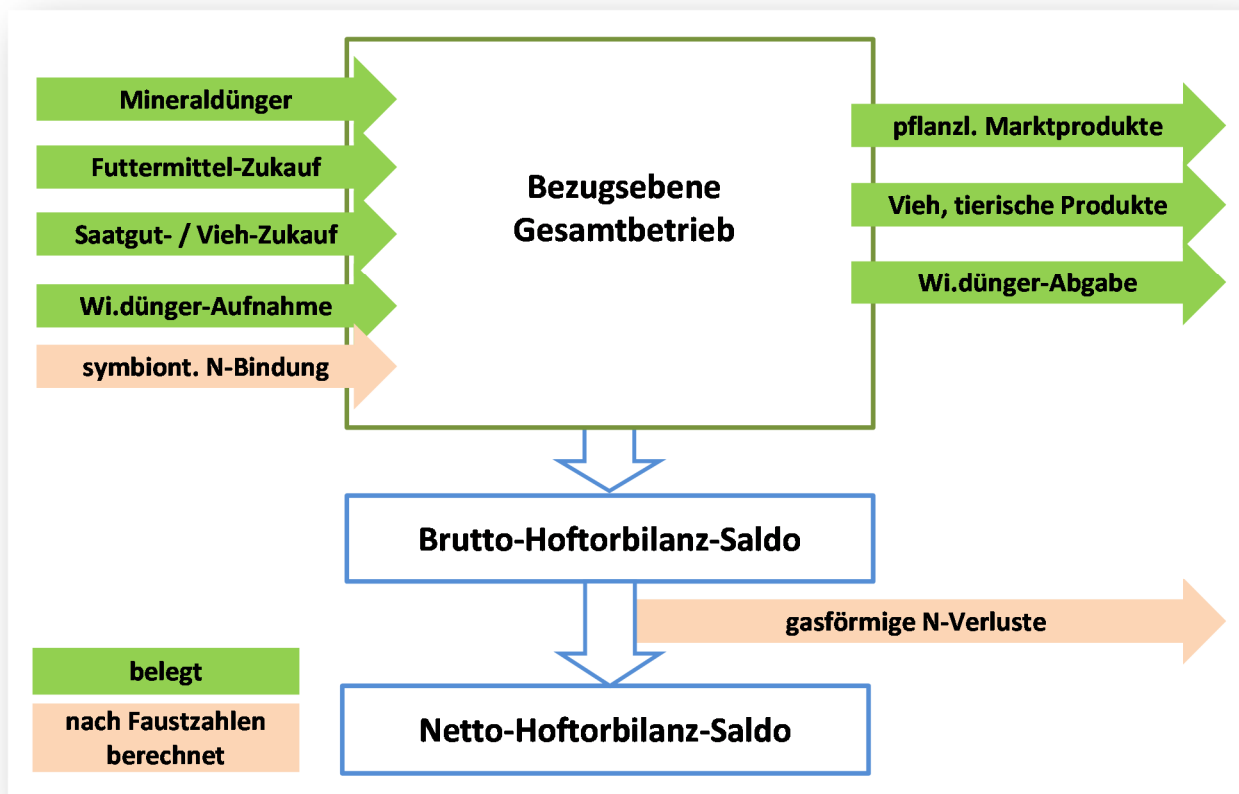 Mineraldünger
Futtermittel-Zukauf
Saatgut- / Vieh-Zukauf
Wi.dünger-Aufnahme
symbiont. N-Bindung
Bezugsebene
Gesamtbetrieb
pflanzl. Marktprodukte
Vieh, tierische Produkte
Wi.dünger-Abgabe
Brutto-Hoftorbilanz-Saldo
gasförmige N-Verluste
Netto-Hoftorbilanz-Saldo
belegt
nach Faustzahlen
berechnet